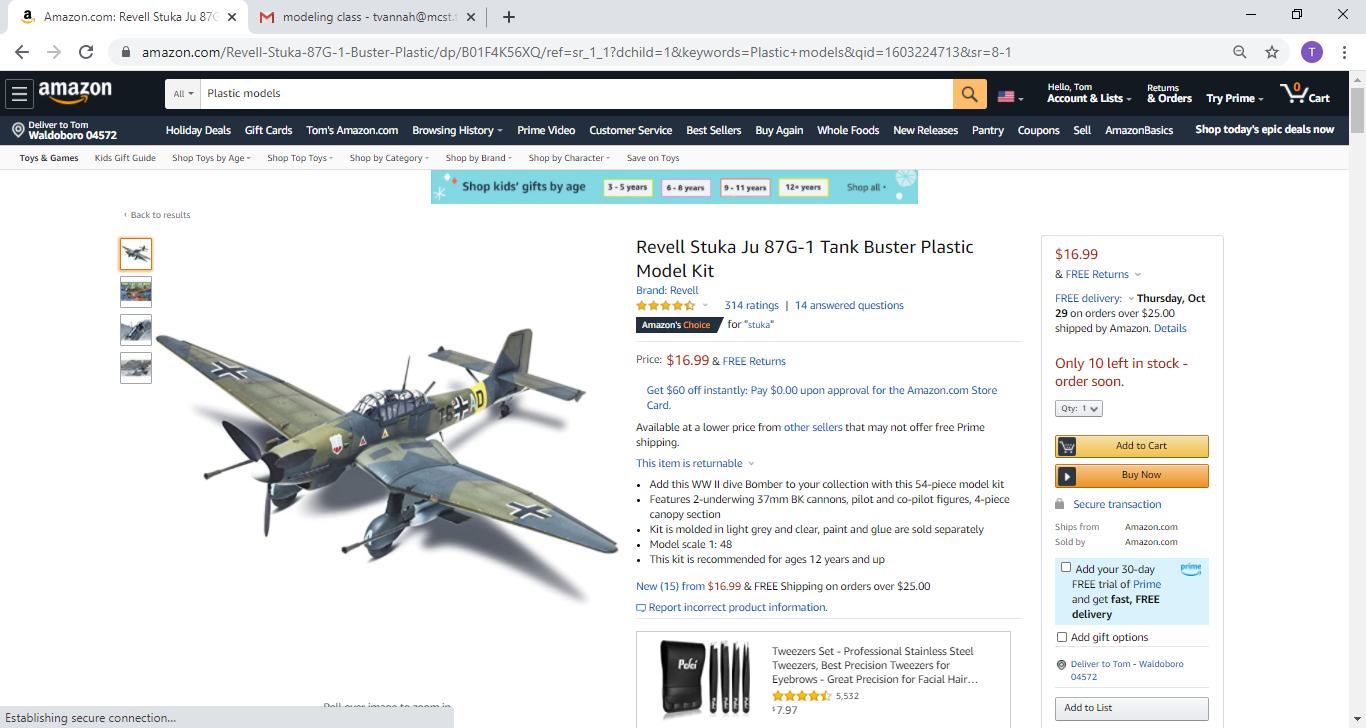 Amazon.com: Revell Stuka Ju 87G
modeling class - tvannah@mcst.t
amazon.com/Revell-Stuka-87G-1-Buster-Plastic/dp/B01F4K56XQ/ref=sr_1_1?dchild=1&keywords=Plastic+models&qid=1603224713&sr=8-1
T
amazon
All
Plastic models
Hello, Tom
Account & Lists
Returns
& Orders
Try Prime
0
Cart
Deliver to Tom
Waldoboro 04572
Holiday Deals Gift Cards Tom's Amazon.com Browsing History Prime Video Customer Service Best Sellers Buy Again Whole Foods New Releases Pantry Coupons Sell AmazonBasics Shop today's epic deals now
Toys & Games Kids Gift Guide Shop Toys by Age Shop Top Toys Shop by Category Shop by Brand Shop by Character Save on Toys
Shop kids' gifts by age 3 - 5 years 6 - 8 years 9 - 11 years 12+ years Shop all
‹ Back to results
Revell Stuka Ju 87G-1 Tank Buster Plastic
Model Kit
Brand: Revell
314 ratings | 14 answered questions
Amazon's Choice for "stuka"
Price: $16.99 & FREE Returns
Get $60 off instantly: Pay $0.00 upon approval for the Amazon.com Store
Card.
Available at a lower price from other sellers that may not offer free Prime
shipping.
This item is returnable
• Add this WW II dive Bomber to your collection with this 54-piece model kit
• Features 2-underwing 37mm BK cannons, pilot and co-pilot figures, 4-piece
canopy section
• Kit is molded in light grey and clear, paint and glue are sold separately
• Model scale 1: 48
• This kit is recommended for ages 12 years and up
New (15) from $16.99 & FREE Shipping on orders over $25.00
Report incorrect product information.
Polci
Tweezers Set - Professional Stainless Steel
Tweezers, Best Precision Tweezers for
Eyebrows - Great Precision for Facial Hair…
5,532
$7.97
$16.99
& FREE Returns
FREE delivery: Thursday, Oct
29 on orders over $25.00
shipped by Amazon. Details
Only 10 left in stock -
order soon.
Qty: 1
Add to Cart
Buy Now
Secure transaction
Ships from Amazon.com
Sold by Amazon.com
Add your 30-day
FREE trial of Prime
and get fast, FREE
delivery
prime
Add gift options
Deliver to Tom - Waldoboro
04572
Add to List
Roll over image to zoom in
Establishing secure connection...